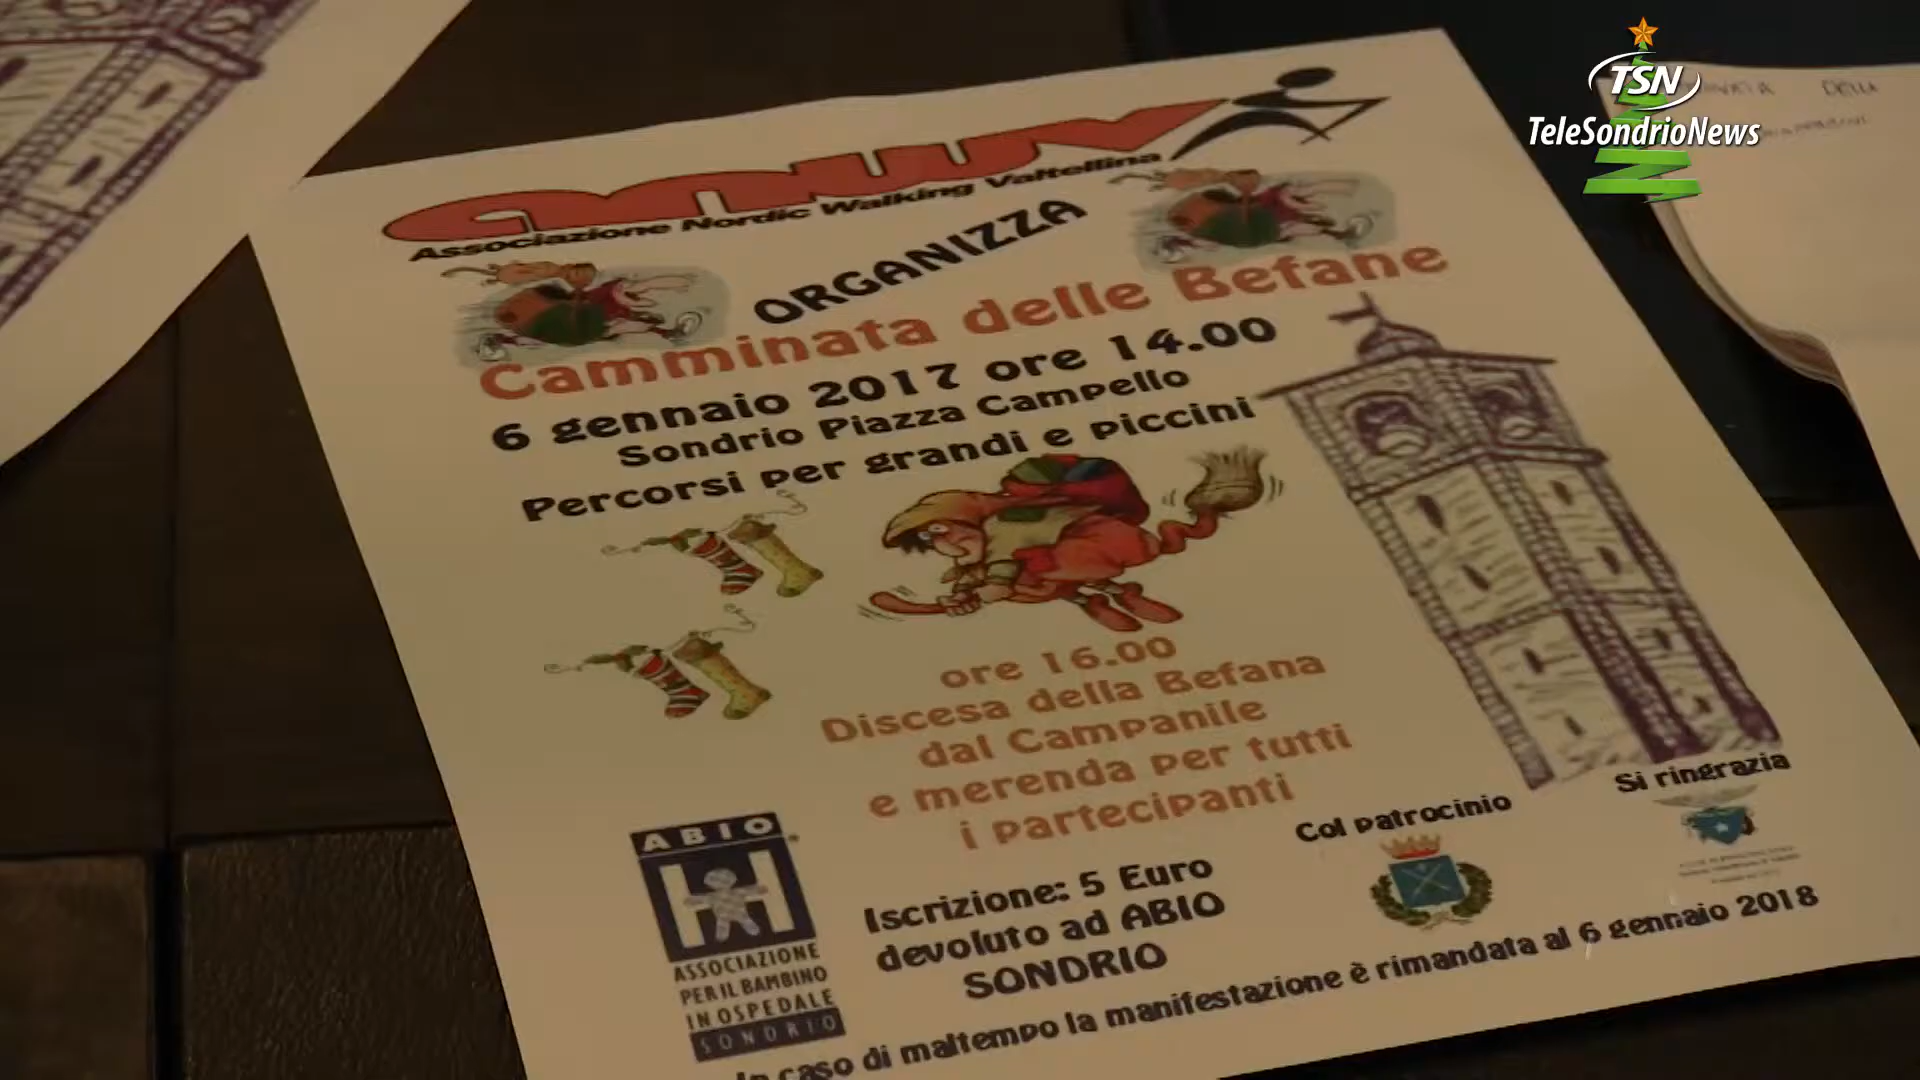 TSN
TeleSondrioNews
DELLA
anwv
Associazione Nordic Walking Valtellina
ORGANIZZA
Camminata delle Befane
6 gennaio 2017 ore 14.00
Sondrio Piazza Campello
Percorsi per grandi e piccini
ore 16.00
Discesa della Befana
dal Campanile
e merenda per tutti
i partecipanti
ABIO
ASSOCIAZIONE
PER IL BAMBINO
IN OSPEDALE
SONDRIO
Iscrizione: 5 Euro
devoluto ad ABIO
SONDRIO
Col patrocinio
Si ringrazia
In caso di maltempo la manifestazione è rimandata al 6 gennaio 2018